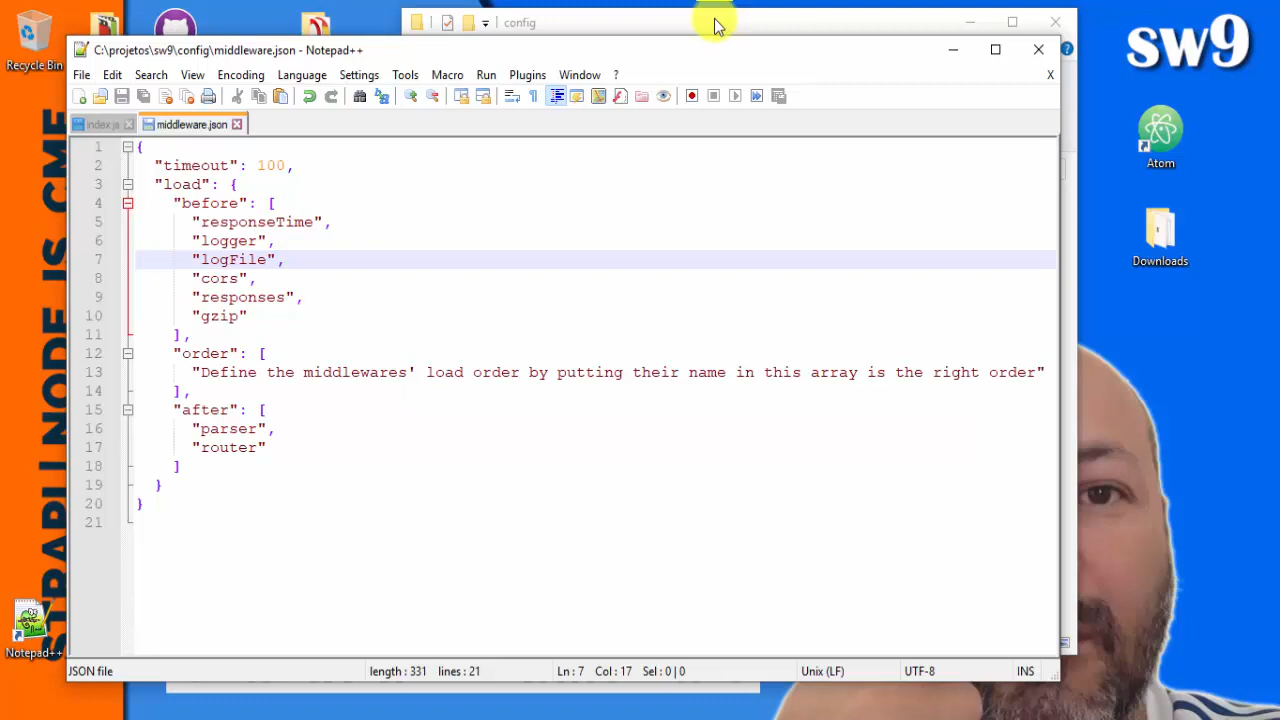 config
sw9
Recycle Bin
C:\projetos\sw9\config\middleware.json - Notepad++
File Edit Search View Encoding Language Settings Tools Macro Run Plugins Window ? X
index.js middleware.json
1 {
2 "timeout": 100,
3 "load": {
4 "before": [
5 "responseTime",
6 "logger",
7 "logFile",
8 "cors",
9 "responses",
10 "gzip"
11 ],
12 "order": [
13 "Define the middlewares' load order by putting their name in this array is the right order"
14 ],
15 "after": [
16 "parser",
17 "router"
18 ]
19 }
20 }
21
JSON file length : 331 lines : 21 Ln : 7 Col : 17 Sel : 0 | 0 Unix (LF) UTF-8 INS
Atom
Downloads
Notepad++
STRAPI NODE JS CME